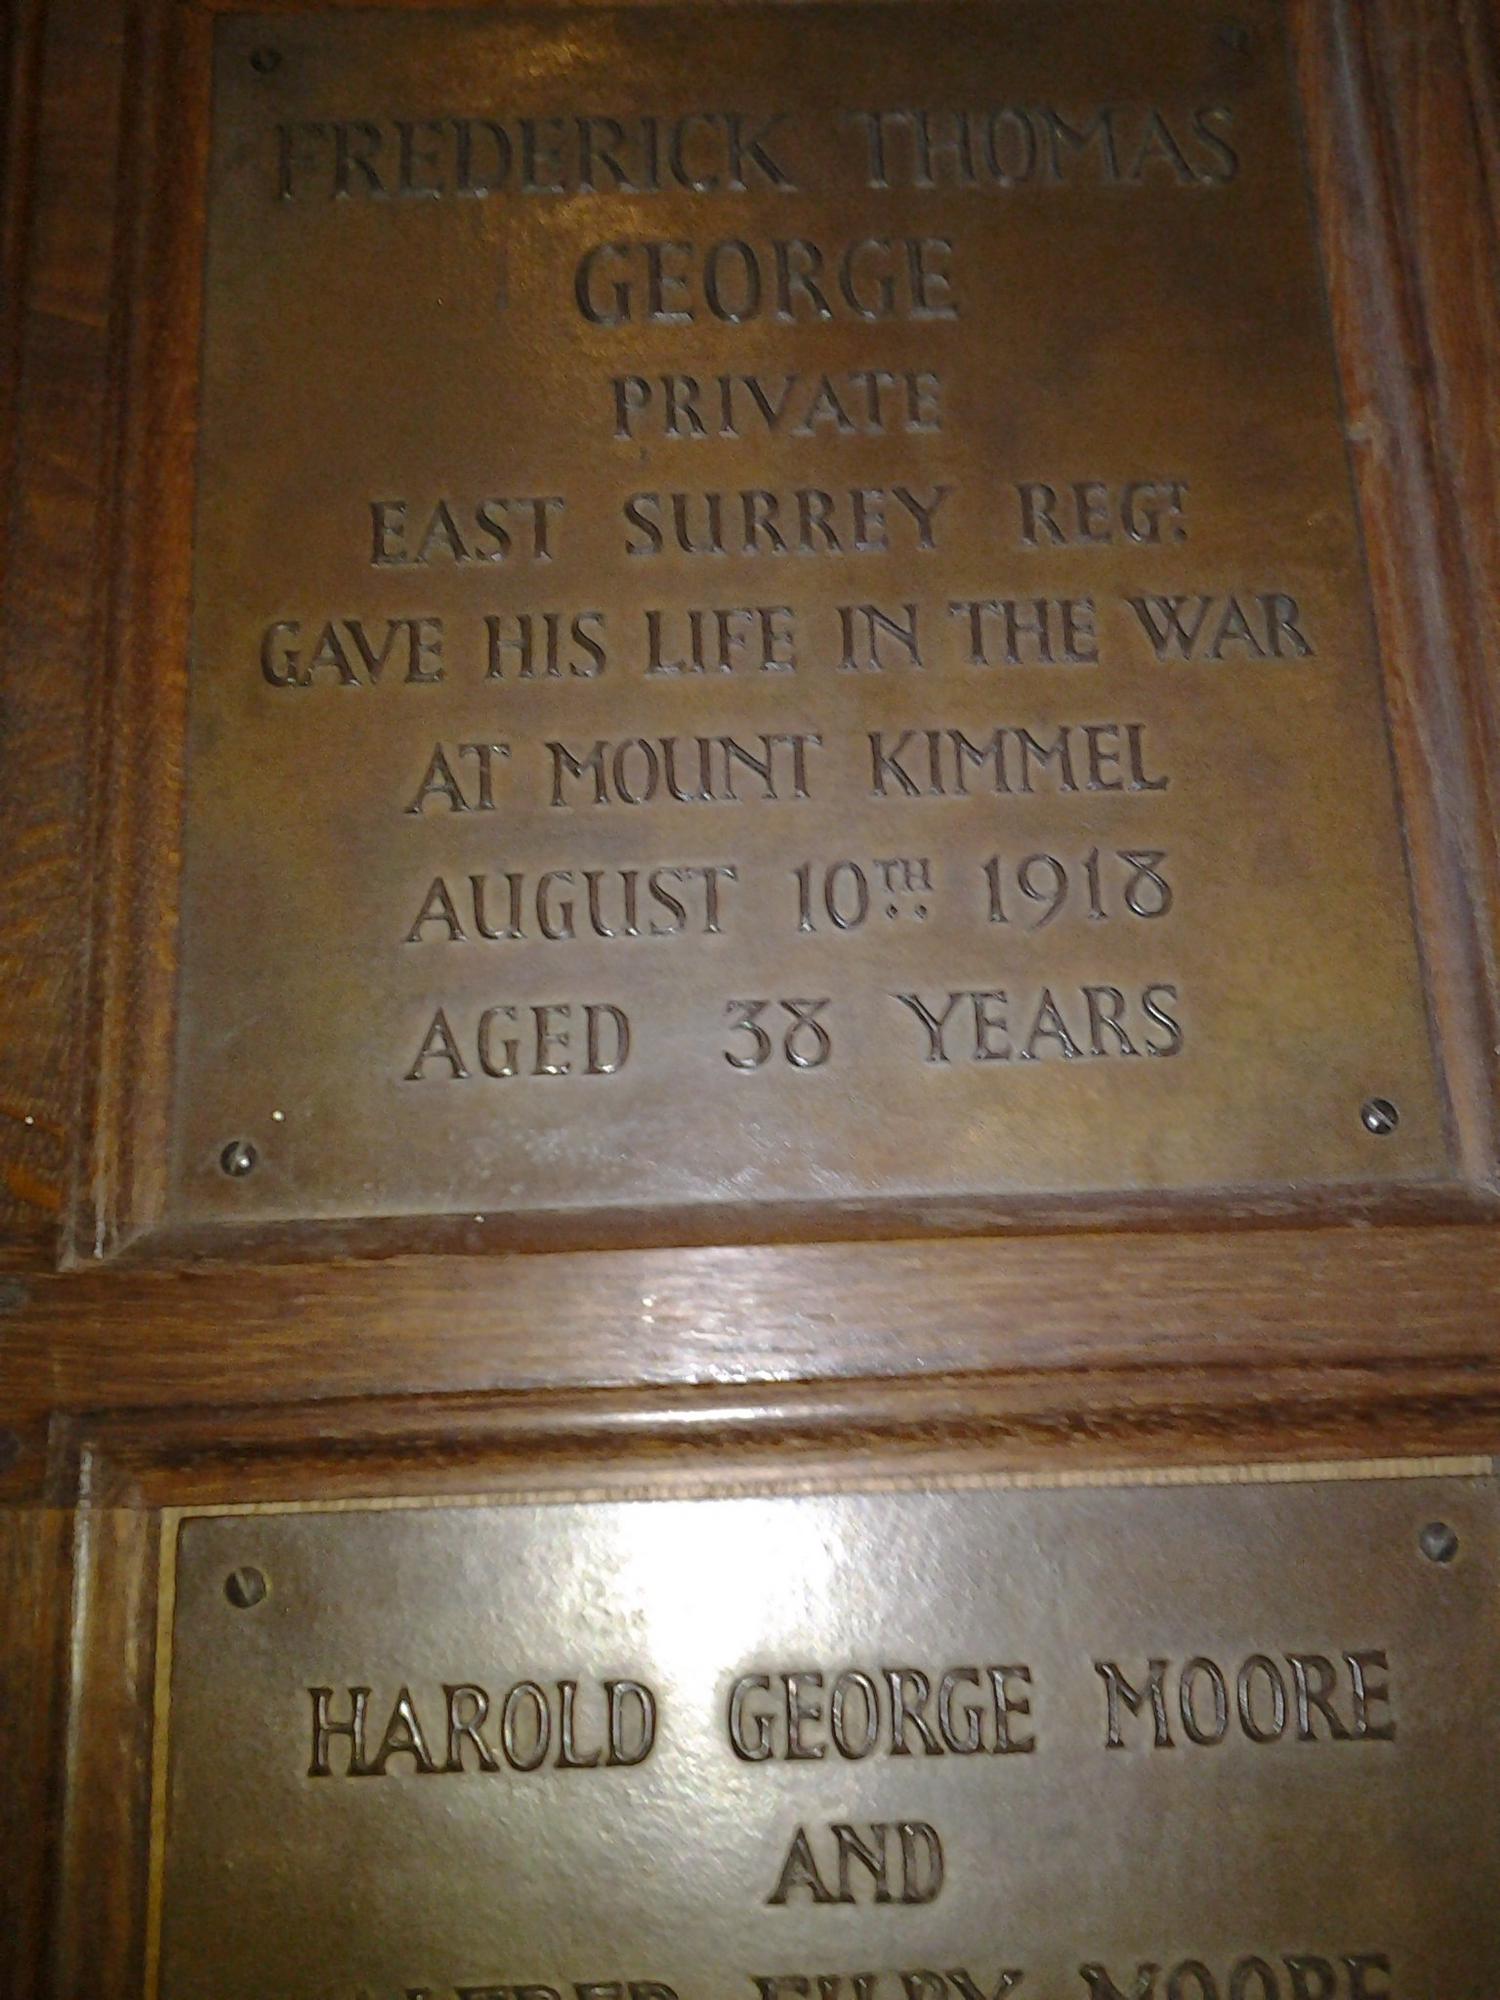 FREDERICK THOMAS
GEORGE
PRIVATE
EAST SURREY REGT
GAVE HIS LIFE IN THE WAR
AT MOUNT KIMMEL
AUGUST 10TH 1918
AGED 38 YEARS
HAROLD GEORGE MOORE
AND
MOORE